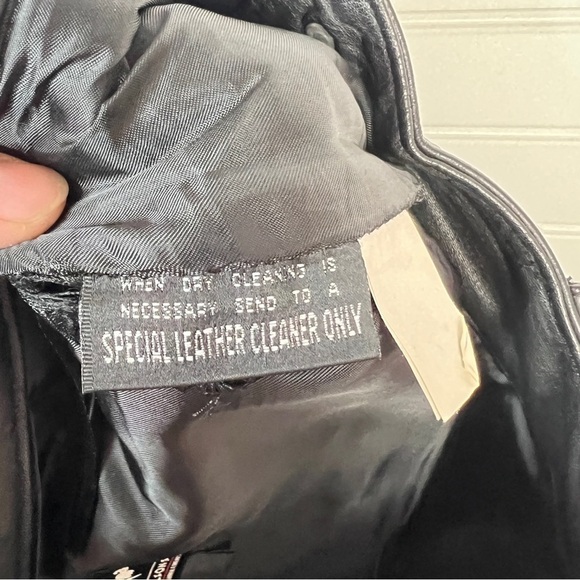 WHEN DRY CLEANING IS
NECESSARY SEND TO A
SPECIAL LEATHER CLEANER ONLY